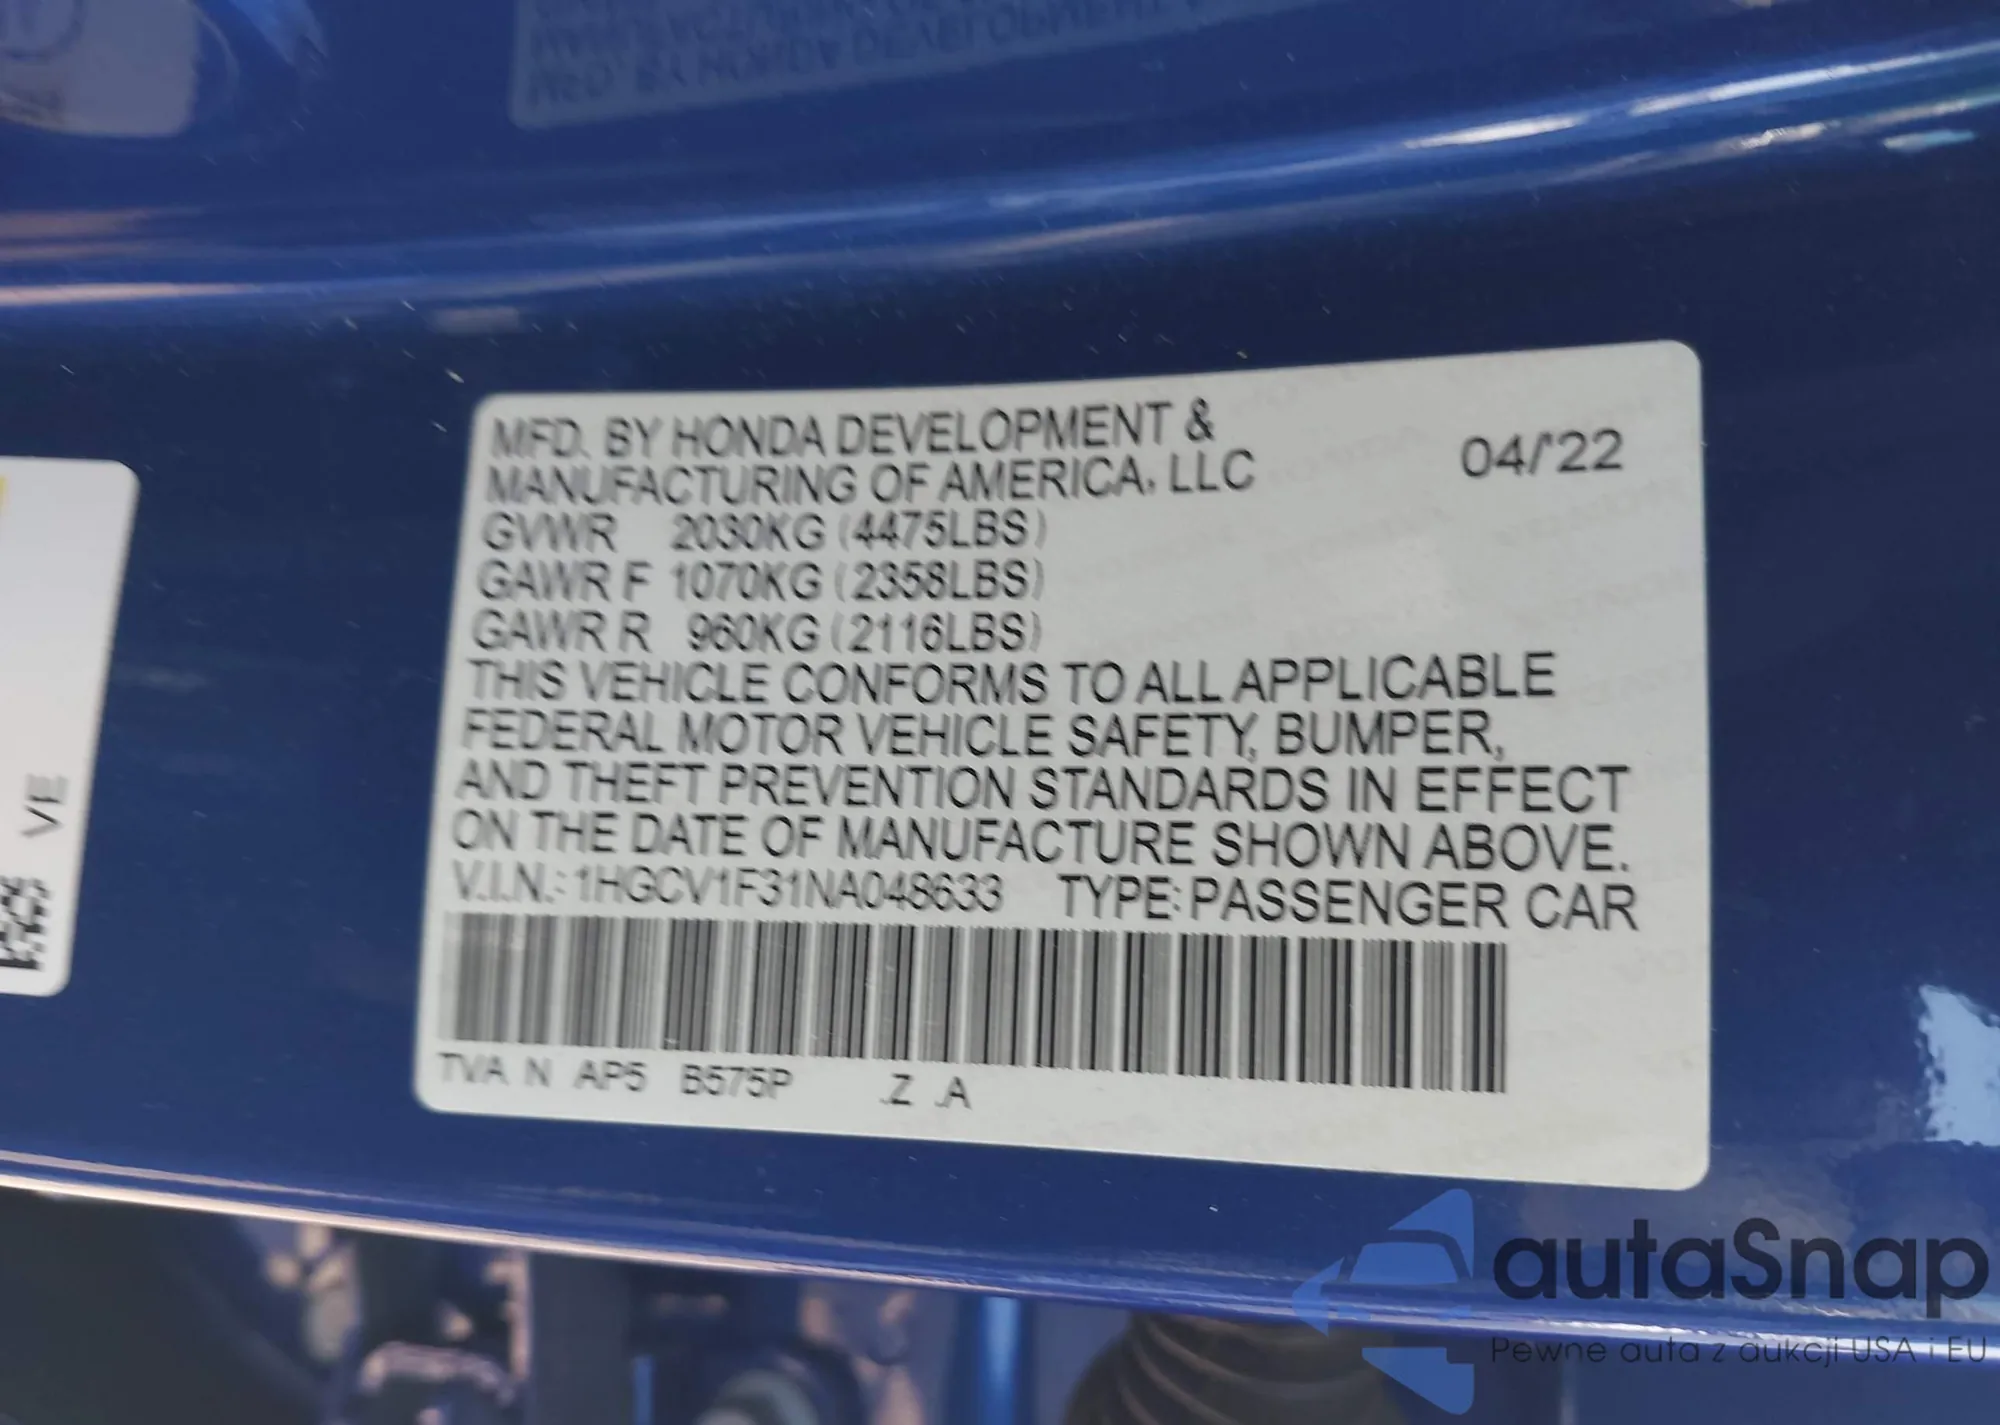 MFD. BY HONDA DEVELOPMENT &
MANUFACTURING OF AMERICA, LLC 04/'22
GVWR 2030KG (4475LBS)
GAWR F 1070KG (2358LBS)
GAWR R 960KG (2116LBS)
THIS VEHICLE CONFORMS TO ALL APPLICABLE
FEDERAL MOTOR VEHICLE SAFETY, BUMPER,
AND THEFT PREVENTION STANDARDS IN EFFECT
ON THE DATE OF MANUFACTURE SHOWN ABOVE.
V.I.N.: 1HGCV1F31NA048633 TYPE: PASSENGER CAR
TVA N AP5 B575P .Z .A
VE
autaSnap
Pewne auta z aukcji USA i EU